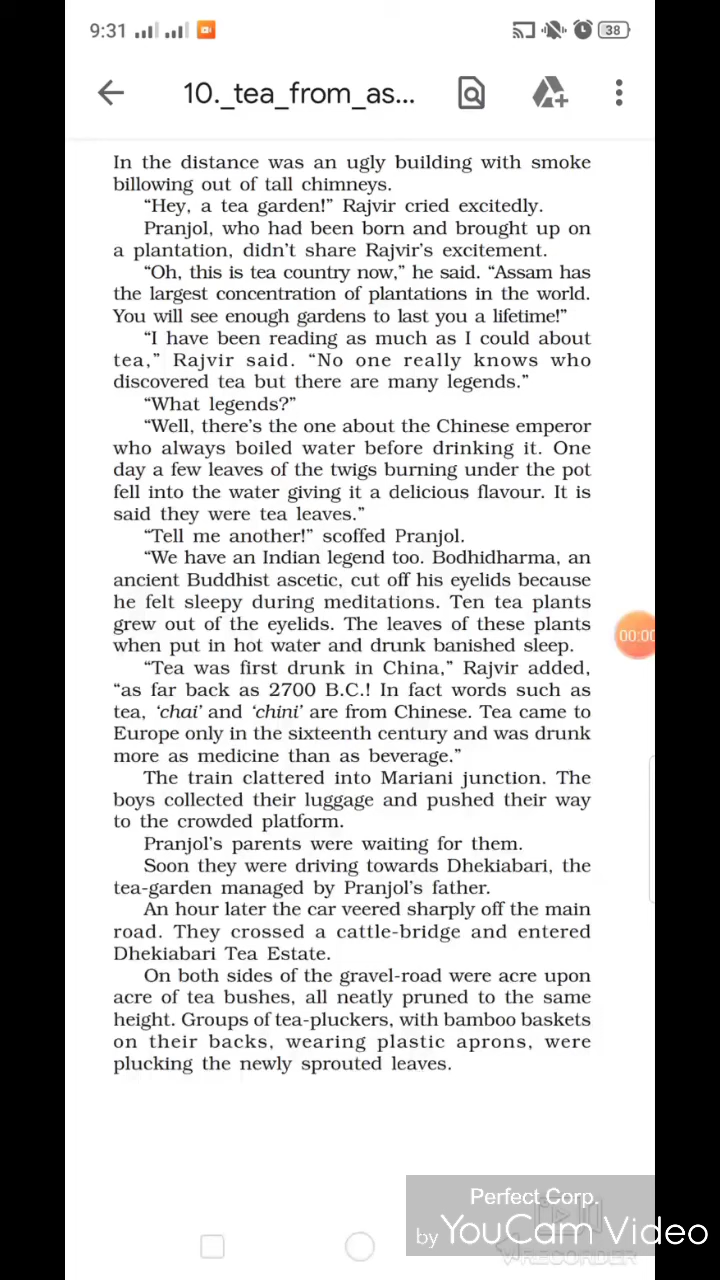 9:31
38
10._tea_from_as...
In the distance was an ugly building with smoke
billowing out of tall chimneys.
“Hey, a tea garden!” Rajvir cried excitedly.
Pranjol, who had been born and brought up on
a plantation, didn’t share Rajvir’s excitement.
“Oh, this is tea country now,” he said. “Assam has
the largest concentration of plantations in the world.
You will see enough gardens to last you a lifetime!”
“I have been reading as much as I could about
tea,” Rajvir said. “No one really knows who
discovered tea but there are many legends.”
“What legends?”
“Well, there’s the one about the Chinese emperor
who always boiled water before drinking it. One
day a few leaves of the twigs burning under the pot
fell into the water giving it a delicious flavour. It is
said they were tea leaves.”
“Tell me another!” scoffed Pranjol.
“We have an Indian legend too. Bodhidharma, an
ancient Buddhist ascetic, cut off his eyelids because
he felt sleepy during meditations. Ten tea plants
grew out of the eyelids. The leaves of these plants
when put in hot water and drunk banished sleep.
00:00
“Tea was first drunk in China,” Rajvir added,
“as far back as 2700 B.C.! In fact words such as
tea, ‘chai’ and ‘chini’ are from Chinese. Tea came to
Europe only in the sixteenth century and was drunk
more as medicine than as beverage.”
The train clattered into Mariani junction. The
boys collected their luggage and pushed their way
to the crowded platform.
Pranjol’s parents were waiting for them.
Soon they were driving towards Dhekiabari, the
tea-garden managed by Pranjol’s father.
An hour later the car veered sharply off the main
road. They crossed a cattle-bridge and entered
Dhekiabari Tea Estate.
On both sides of the gravel-road were acre upon
acre of tea bushes, all neatly pruned to the same
height. Groups of tea-pluckers, with bamboo baskets
on their backs, wearing plastic aprons, were
plucking the newly sprouted leaves.
Perfect Corp.
by YouCam Video
RECORDER